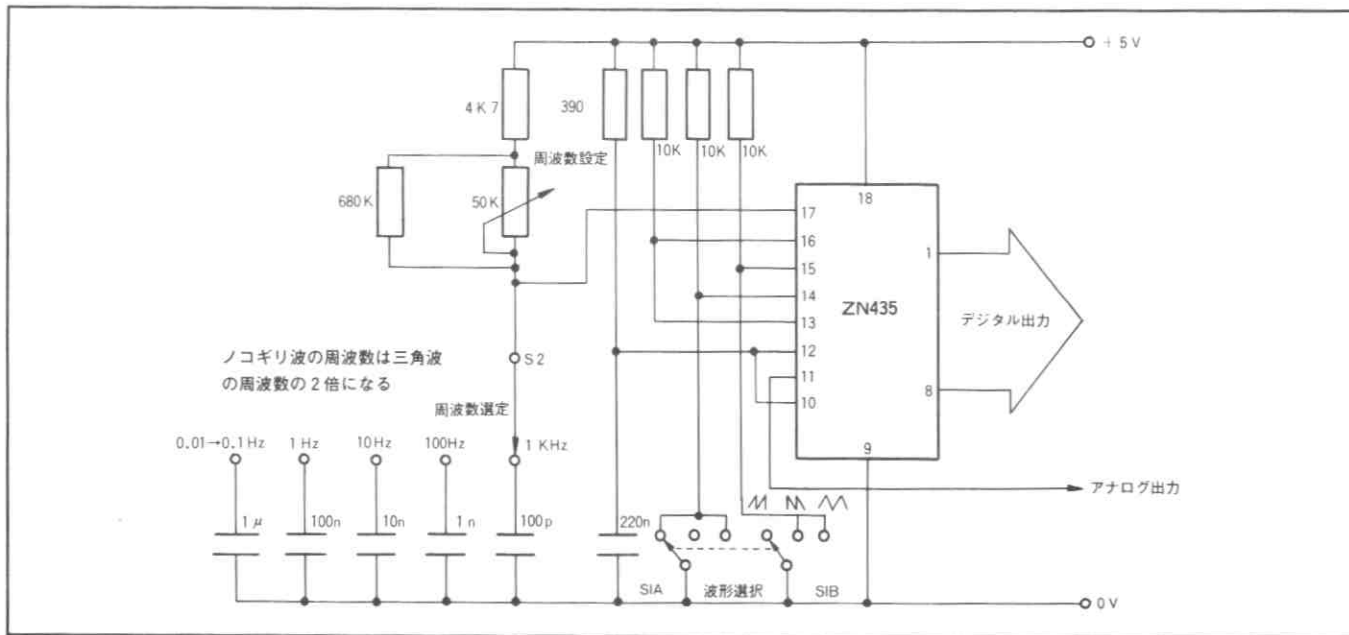 +5V
4K7
390
10K
10K
10K
周波数設定
680K
50K
18
17
16
15
14
13
12
11
10
9
1
8
ZN435
デジタル出力
ノコギリ波の周波数は三角波
の周波数の2倍になる
S2
周波数選定
0.01→0.1Hz
1Hz
10Hz
100Hz
1KHz
アナログ出力
1μ
100n
10n
1n
100p
220n
SIA
波形選択
SIB
0V